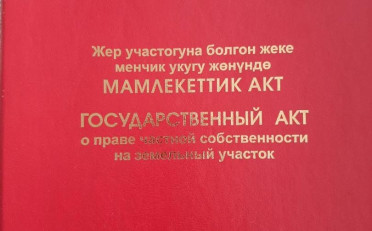 Жер участогуна болгон жеке
менчик укугу жөнүндө
МАМЛЕКЕТТИК АКТ
ГОСУДАРСТВЕННЫЙ АКТ
о праве частной собственности
на земельный участок